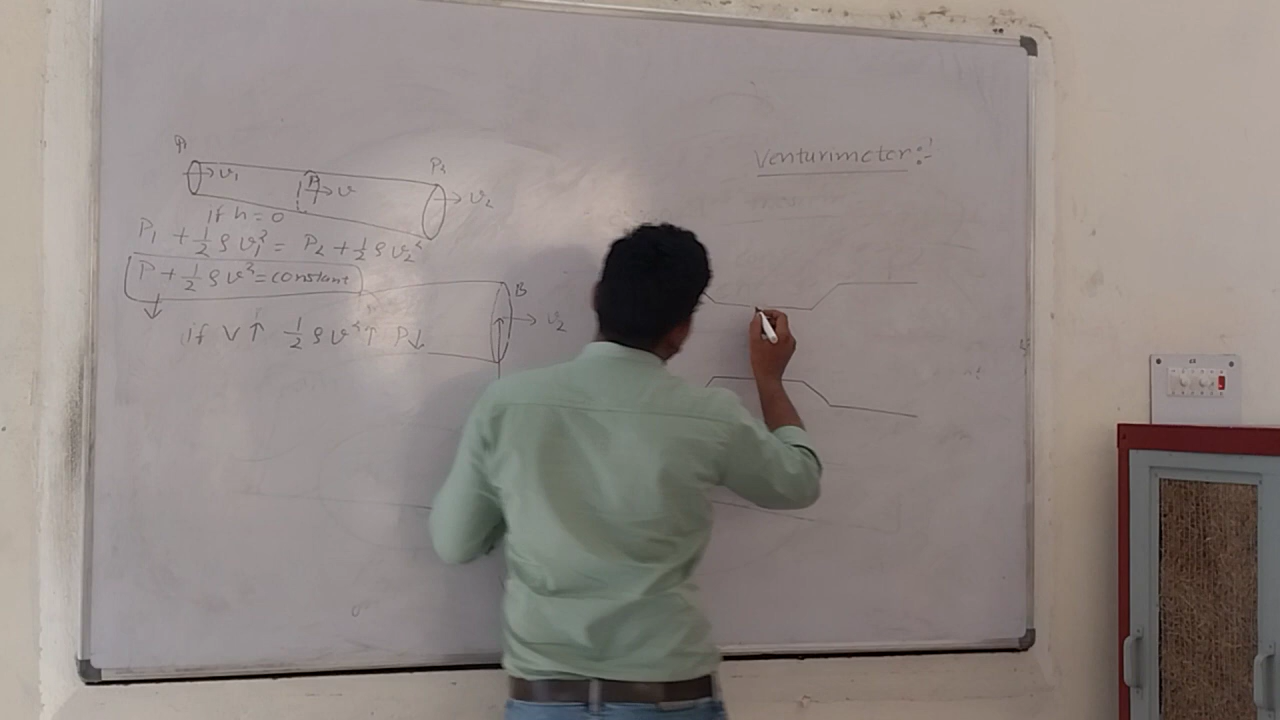 P₁ P₂
→v₁ A →v →v₂
if h = 0
P₁ + ½ ρ v₁² = P₂ + ½ ρ v₂²
P + ½ ρ v² = constant
if V↑ ½ ρ v² ↑ P↓
B
→ v₂
Venturimeter :-